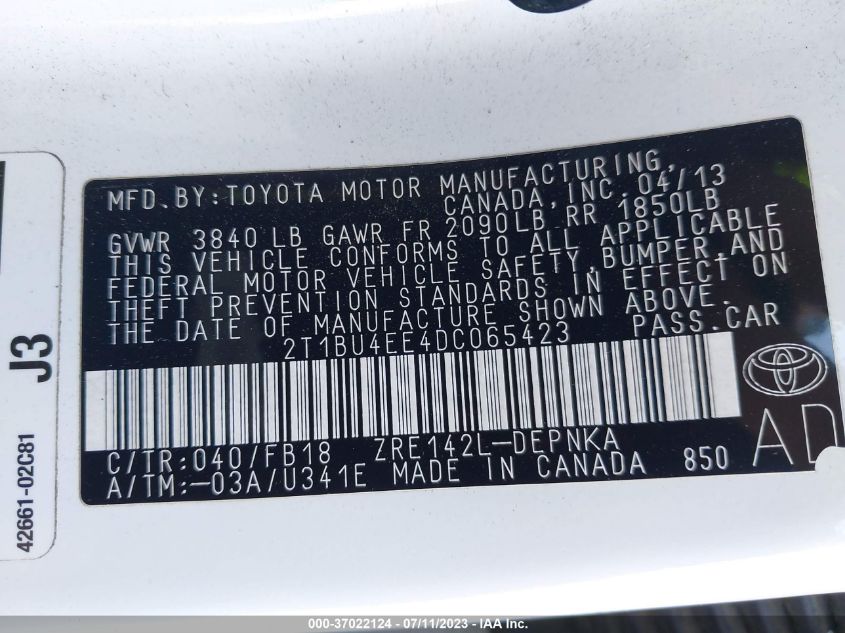 MFD. BY: TOYOTA MOTOR MANUFACTURING,
CANADA, INC. 04/13
GVWR 3840 LB GAWR FR 2090LB RR 1850LB
THIS VEHICLE CONFORMS TO ALL APPLICABLE
FEDERAL MOTOR VEHICLE SAFETY, BUMPER, AND
THEFT PREVENTION STANDARDS IN EFFECT ON
THE DATE OF MANUFACTURE SHOWN ABOVE.
2T1BU4EE4DC065423 PASS. CAR
C/TR: 040/FB18 ZRE142L-DEPNKA
A/TM: -03A/U341E MADE IN CANADA 850
AD
J3
42661-02C81
000-37022124 - 07/11/2023 - IAA Inc.